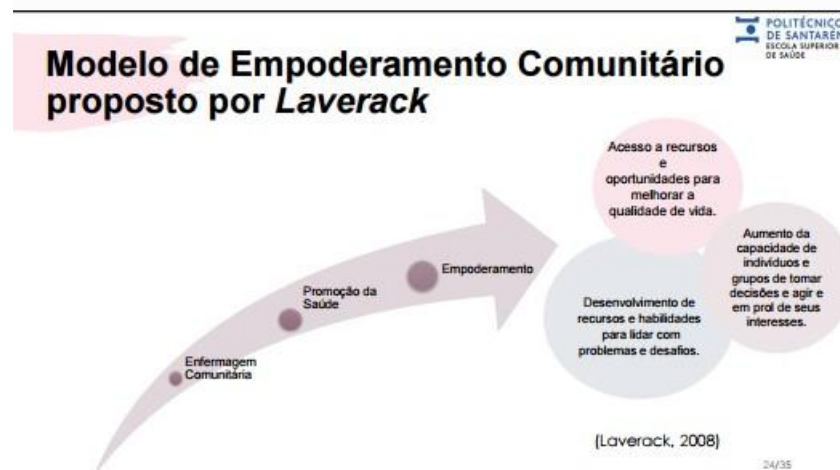 POLITÉCNICO
DE SANTARÉM
ESCOLA SUPERIOR
DE SAÚDE
Modelo de Empoderamento Comunitário
proposto por Laverack
Acesso a recursos
e
oportunidades para
melhorar a
qualidade de vida.
Aumento da
capacidade de
indivíduos e
grupos de tomar
decisões e agir e
em prol de seus
interesses.
Desenvolvimento de
recursos e habilidades
para lidar com
problemas e desafios.
Empoderamento
Promoção da
Saúde
Enfermagem
Comunitária
(Laverack, 2008)
24/35